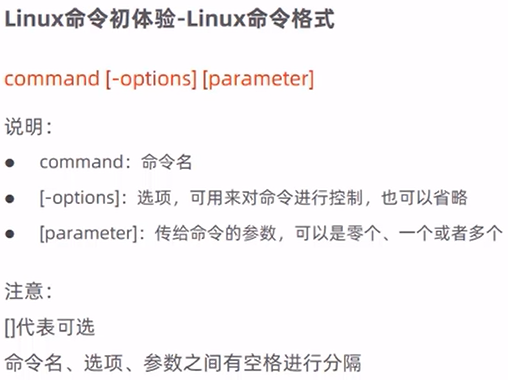 Linux命令初体验-Linux命令格式
command [-options] [parameter]
说明：
● command：命令名
● [-options]：选项，可用来对命令进行控制，也可以省略
● [parameter]：传给命令的参数，可以是零个、一个或者多个
注意：
[]代表可选
命令名、选项、参数之间有空格进行分隔